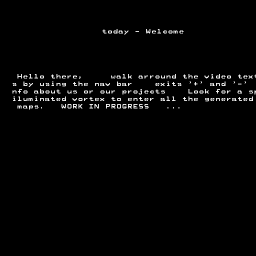 today - Welcome
Hello there, walk arround the video text
s by using the nav bar exits '+' and '-'
nfo about us or our projects Look for a sp
iluminated vortex to enter all the generated
maps. WORK IN PROGRESS ...